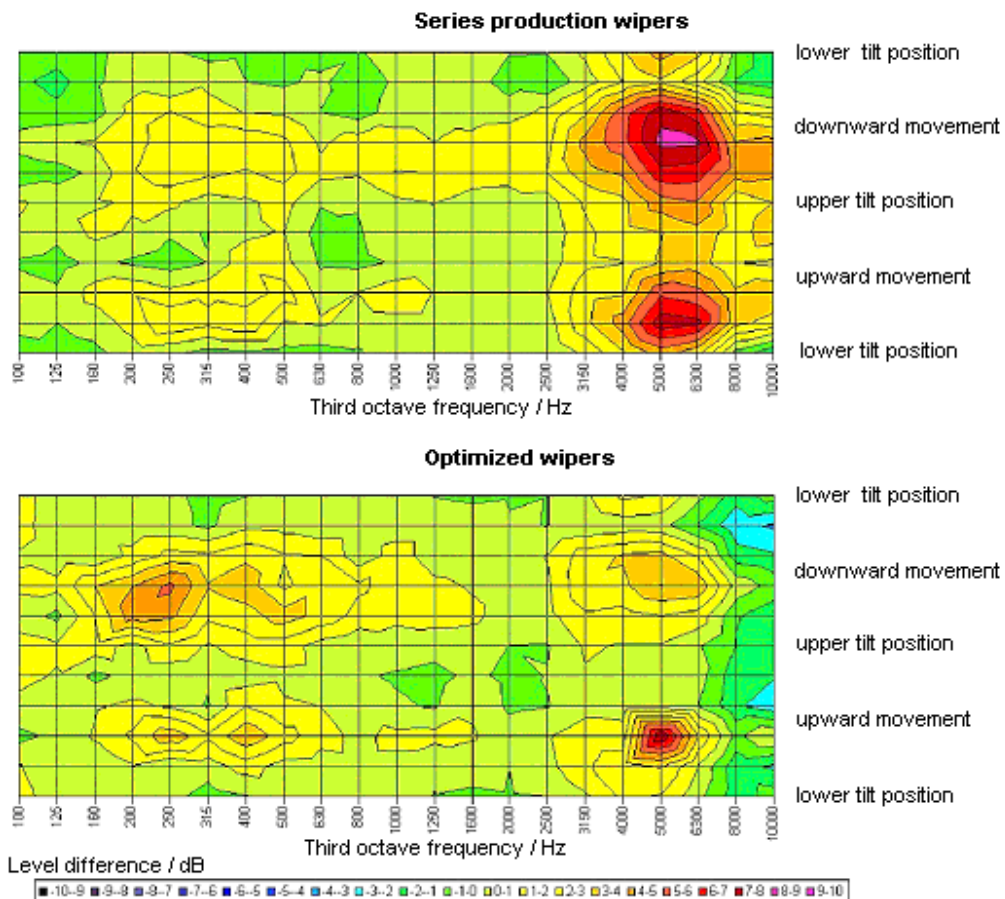 Series production wipers
lower tilt position
downward movement
upper tilt position
upward movement
lower tilt position
100 125 160 200 250 315 400 500 630 800 1000 1250 1600 2000 2500 3150 4000 5000 6300 8000 10000
Third octave frequency / Hz
Optimized wipers
lower tilt position
downward movement
upper tilt position
upward movement
lower tilt position
100 125 160 200 250 315 400 500 630 800 1000 1250 1600 2000 2500 3150 4000 5000 6300 8000 10000
Third octave frequency / Hz
Level difference / dB
-10--9 -9--8 -8--7 -7--6 -6--5 -5--4 -4--3 -3--2 -2--1 -1-0 0-1 1-2 2-3 3-4 4-5 5-6 6-7 7-8 8-9 9-10